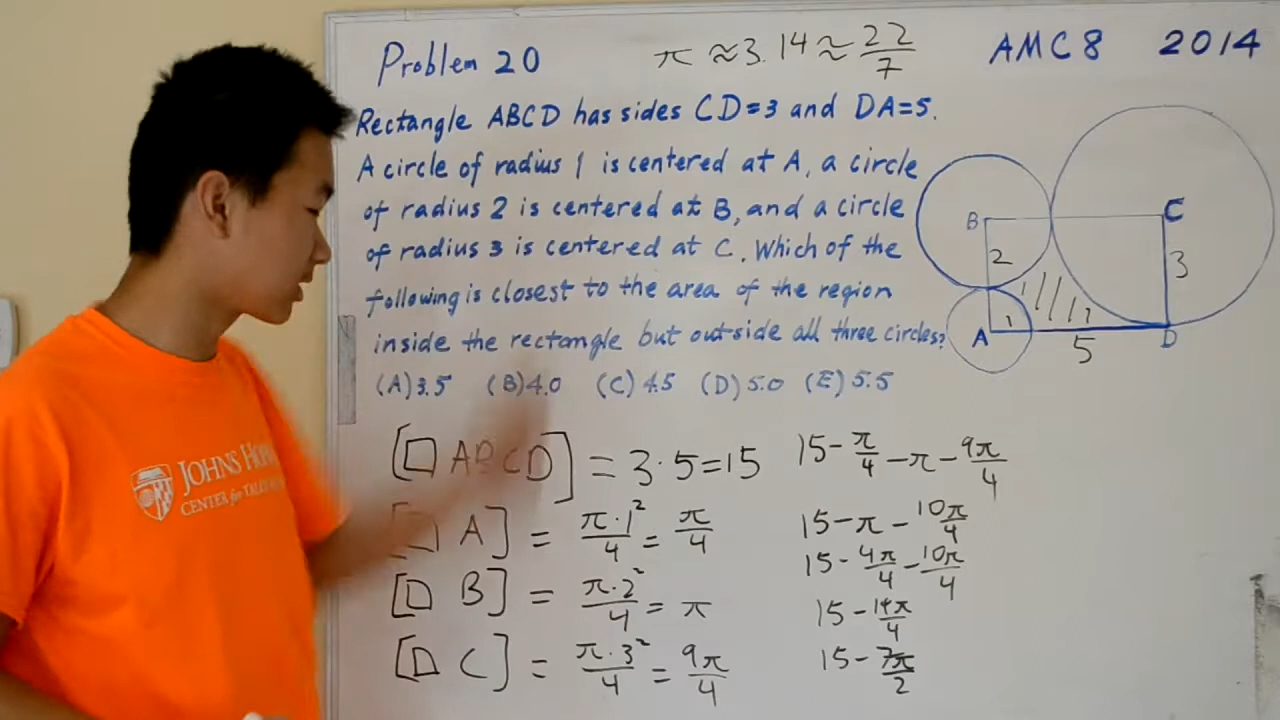 Problem 20
π ≈ 3.14 ≈ 22/7
AMC 8 2014
Rectangle ABCD has sides CD=3 and DA=5.
A circle of radius 1 is centered at A, a circle
of radius 2 is centered at B, and a circle
of radius 3 is centered at C. Which of the
following is closest to the area of the region
inside the rectangle but outside all three circles?
(A) 3.5 (B) 4.0 (C) 4.5 (D) 5.0 (E) 5.5
B C
2 3
1 1
A D
5
[□ ABCD] = 3·5=15
[□ A] = π·1²/4 = π/4
[D B] = π·2²/4 = π
[D C] = π·3²/4 = 9π/4
15 - π/4 - π - 9π/4
15 - π - 10π/4
15 - 4π/4 - 10π/4
15 - 14π/4
15 - 7π/2
JOHNS
CENTER for